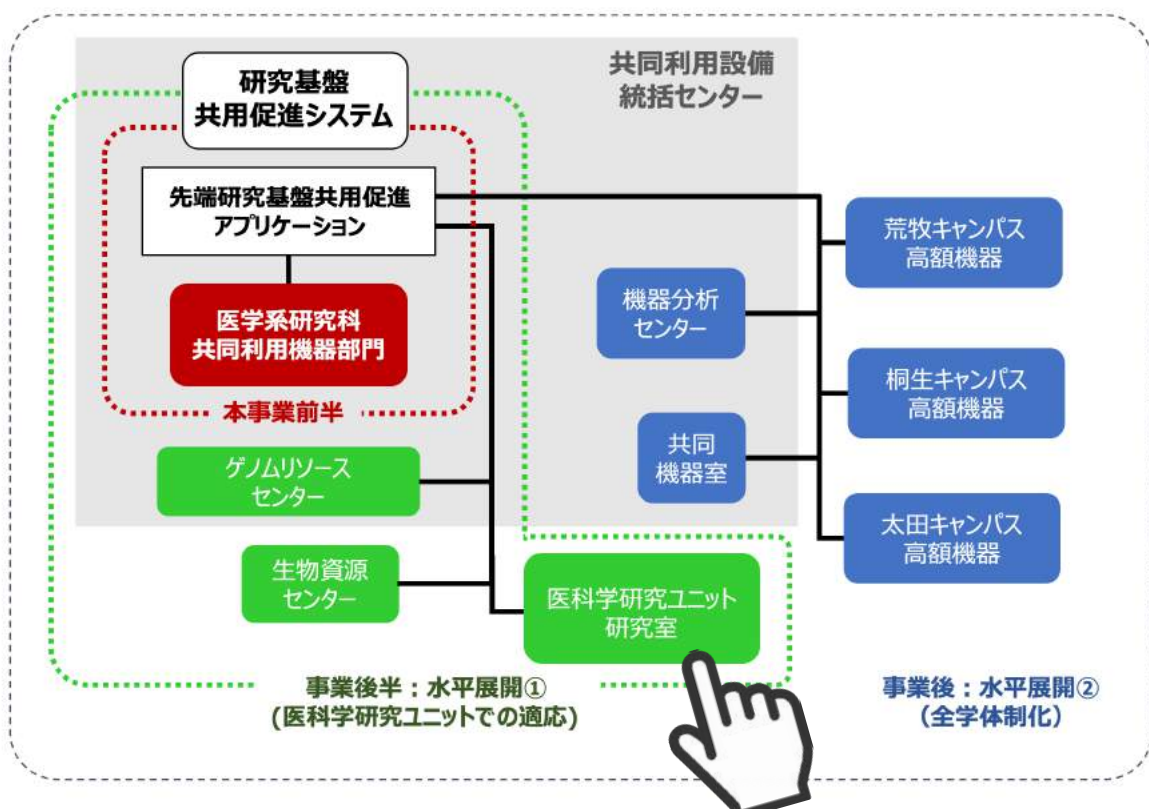 研究基盤
共用促進システム
共同利用設備
統括センター
先端研究基盤共用促進
アプリケーション
医学系研究科
共同利用機器部門
本事業前半
ゲノムリソース
センター
生物資源
センター
医科学研究ユニット
研究室
機器分析
センター
共同
機器室
荒牧キャンパス
高額機器
桐生キャンパス
高額機器
太田キャンパス
高額機器
事業後半：水平展開①
(医科学研究ユニットでの適応)
事業後：水平展開②
（全学体制化）